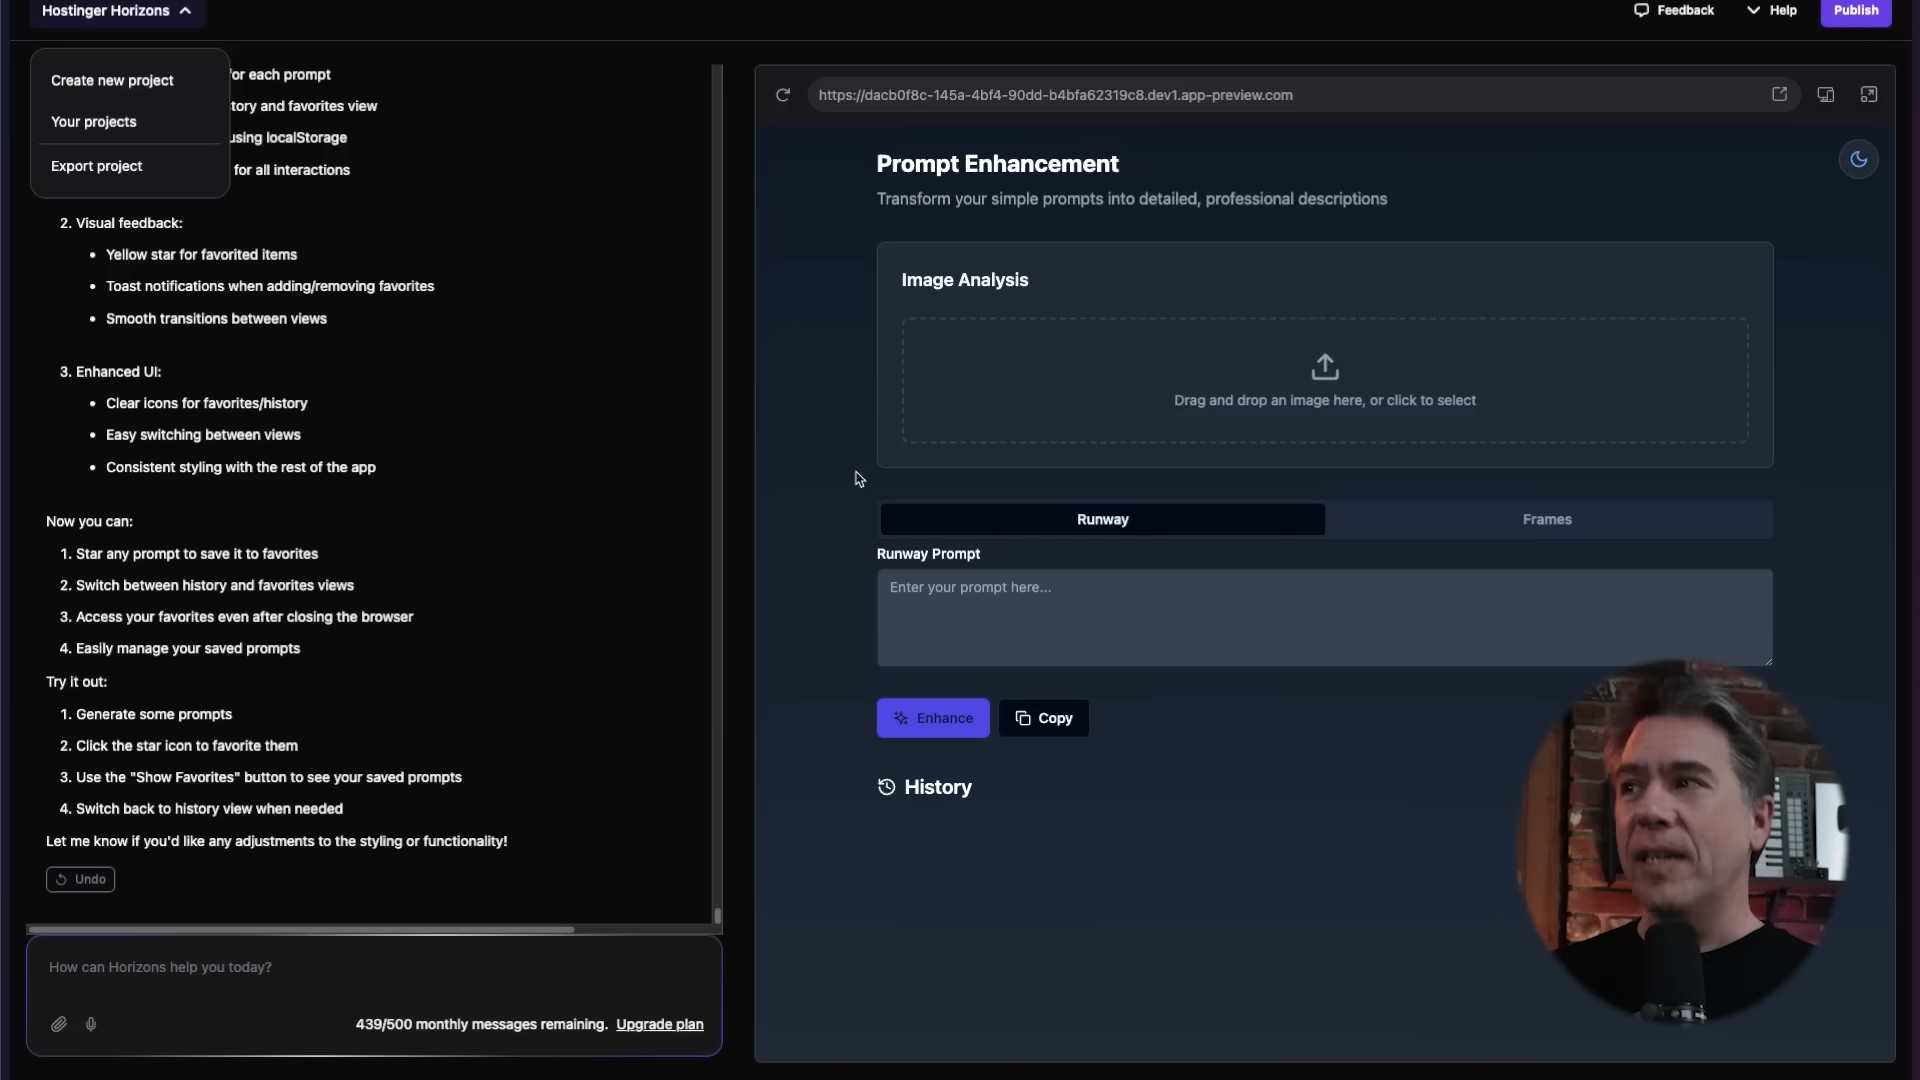 Hostinger Horizons
Feedback
Help
Publish
Create new project
Your projects
Export project
for each prompt
tory and favorites view
using localStorage
for all interactions
2. Visual feedback:
• Yellow star for favorited items
• Toast notifications when adding/removing favorites
• Smooth transitions between views
3. Enhanced UI:
• Clear icons for favorites/history
• Easy switching between views
• Consistent styling with the rest of the app
Now you can:
1. Star any prompt to save it to favorites
2. Switch between history and favorites views
3. Access your favorites even after closing the browser
4. Easily manage your saved prompts
Try it out:
1. Generate some prompts
2. Click the star icon to favorite them
3. Use the "Show Favorites" button to see your saved prompts
4. Switch back to history view when needed
Let me know if you'd like any adjustments to the styling or functionality!
Undo
How can Horizons help you today?
439/500 monthly messages remaining. Upgrade plan
https://dacb0f8c-145a-4bf4-90dd-b4bfa62319c8.dev1.app-preview.com
Prompt Enhancement
Transform your simple prompts into detailed, professional descriptions
Image Analysis
Drag and drop an image here, or click to select
Runway
Frames
Runway Prompt
Enter your prompt here...
Enhance
Copy
History